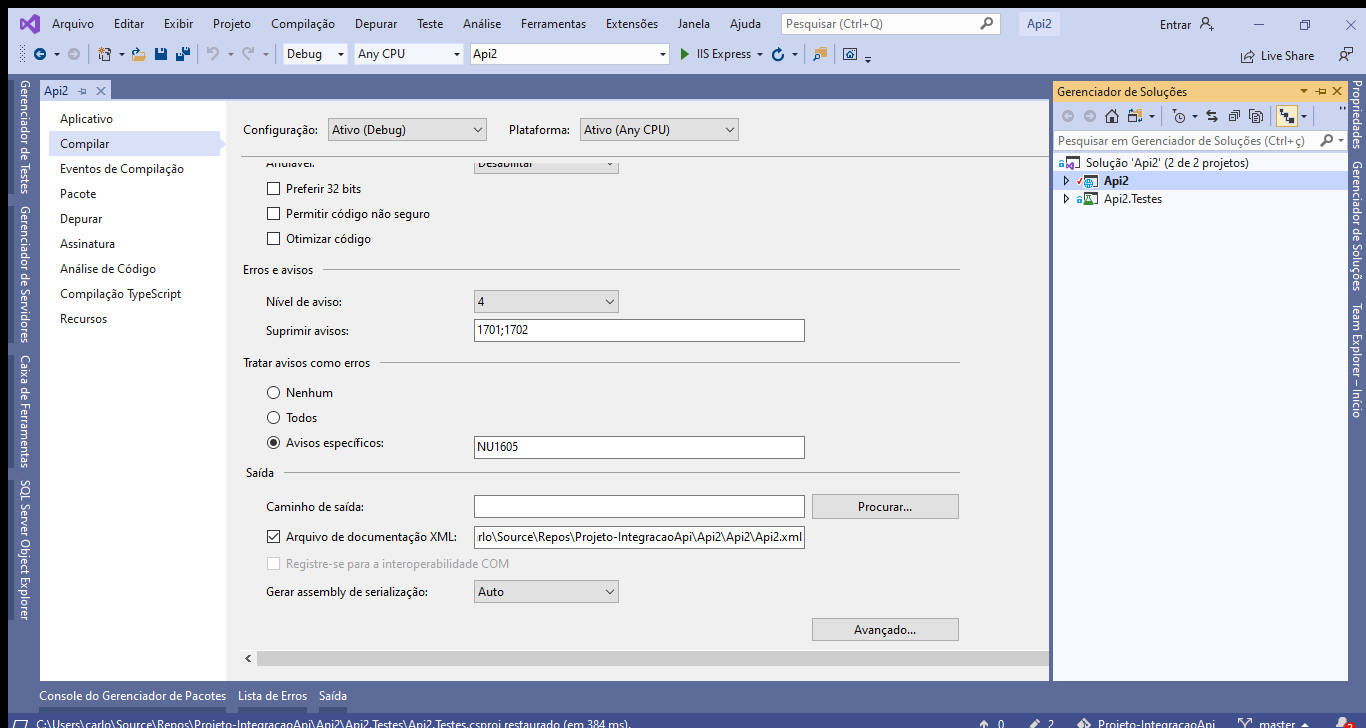 Arquivo Editar Exibir Projeto Compilação Depurar Teste Análise Ferramentas Extensões Janela Ajuda Pesquisar (Ctrl+Q) Api2 Entrar
Debug Any CPU Api2 IIS Express Live Share
Gerenciador de Testes
Gerenciador de Servidores
Caixa de Ferramentas
SQL Server Object Explorer
Api2
Aplicativo
Compilar
Eventos de Compilação
Pacote
Depurar
Assinatura
Análise de Código
Compilação TypeScript
Recursos
Configuração: Ativo (Debug) Plataforma: Ativo (Any CPU)
Anulável: Desabilitar
Preferir 32 bits
Permitir código não seguro
Otimizar código
Erros e avisos
Nível de aviso: 4
Suprimir avisos: 1701;1702
Tratar avisos como erros
Nenhum
Todos
Avisos específicos: NU1605
Saída
Caminho de saída: Procurar...
Arquivo de documentação XML: rlo\Source\Repos\Projeto-IntegracaoApi\Api2\Api2\Api2.xml
Registre-se para a interoperabilidade COM
Gerar assembly de serialização: Auto
Avançado...
Gerenciador de Soluções
Pesquisar em Gerenciador de Soluções (Ctrl+ç)
Solução 'Api2' (2 de 2 projetos)
Api2
Api2.Testes
Propriedades
Gerenciador de Soluções
Team Explorer – Início
Console do Gerenciador de Pacotes Lista de Erros Saída
C:\Users\carlo\Source\Repos\Projeto-IntegracaoApi\Api2\Api2.Testes\Api2.Testes.csproj restaurado (em 384 ms). 0 2 Projeto-IntegracaoApi master 2